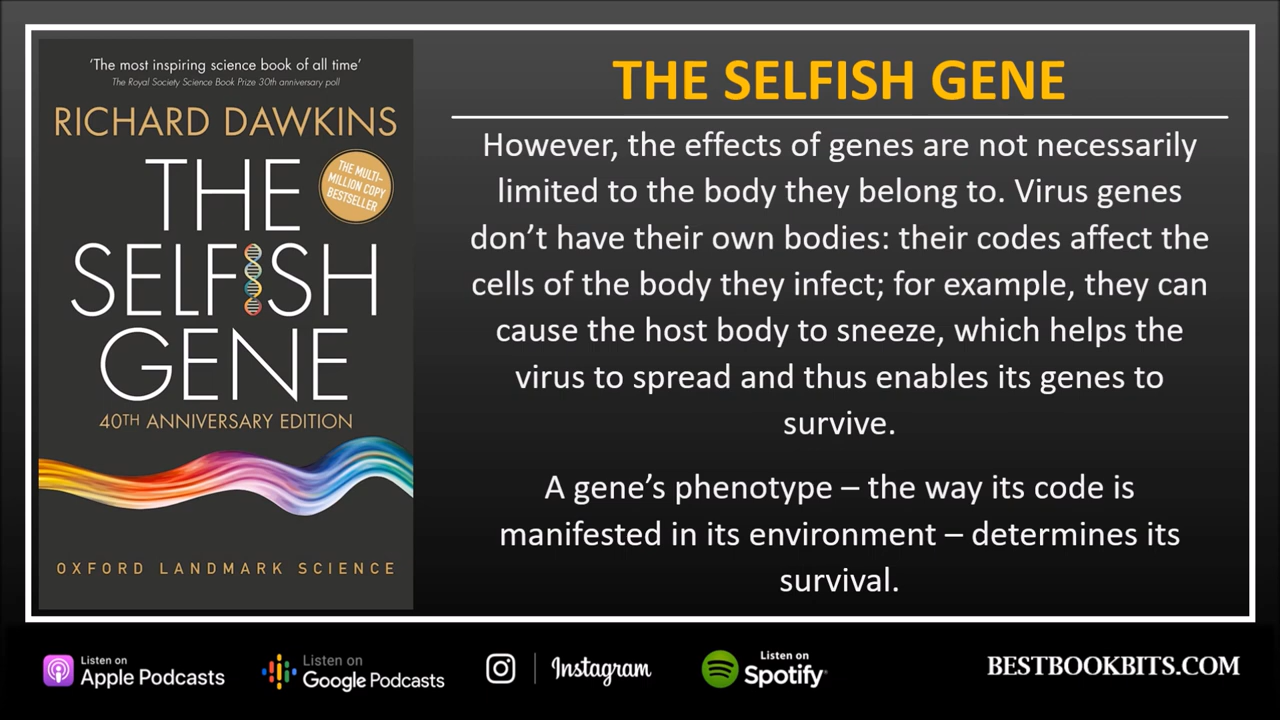 'The most inspiring science book of all time'
The Royal Society Science Book Prize 30th anniversary poll
RICHARD DAWKINS
THE
SELFISH
GENE
THE MULTI-
MILLION COPY
BESTSELLER
40TH ANNIVERSARY EDITION
OXFORD LANDMARK SCIENCE
THE SELFISH GENE
However, the effects of genes are not necessarily
limited to the body they belong to. Virus genes
don’t have their own bodies: their codes affect the
cells of the body they infect; for example, they can
cause the host body to sneeze, which helps the
virus to spread and thus enables its genes to
survive.
A gene’s phenotype – the way its code is
manifested in its environment – determines its
survival.
Listen on
Apple Podcasts
Listen on
Google Podcasts
Instagram
Listen on
Spotify
BESTBOOKBITS.COM